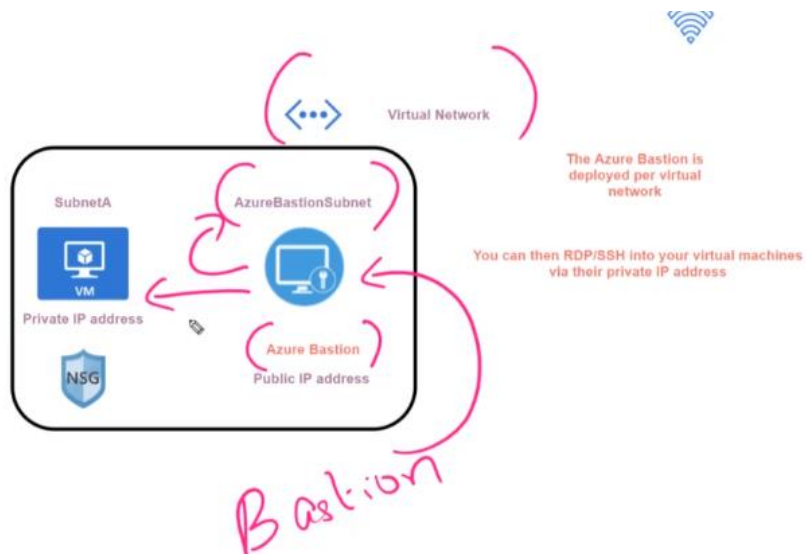 Virtual Network
The Azure Bastion is
deployed per virtual
network
SubnetA
AzureBastionSubnet
You can then RDP/SSH into your virtual machines
via their private IP address
VM
Private IP address
Azure Bastion
Public IP address
NSG
Bastion